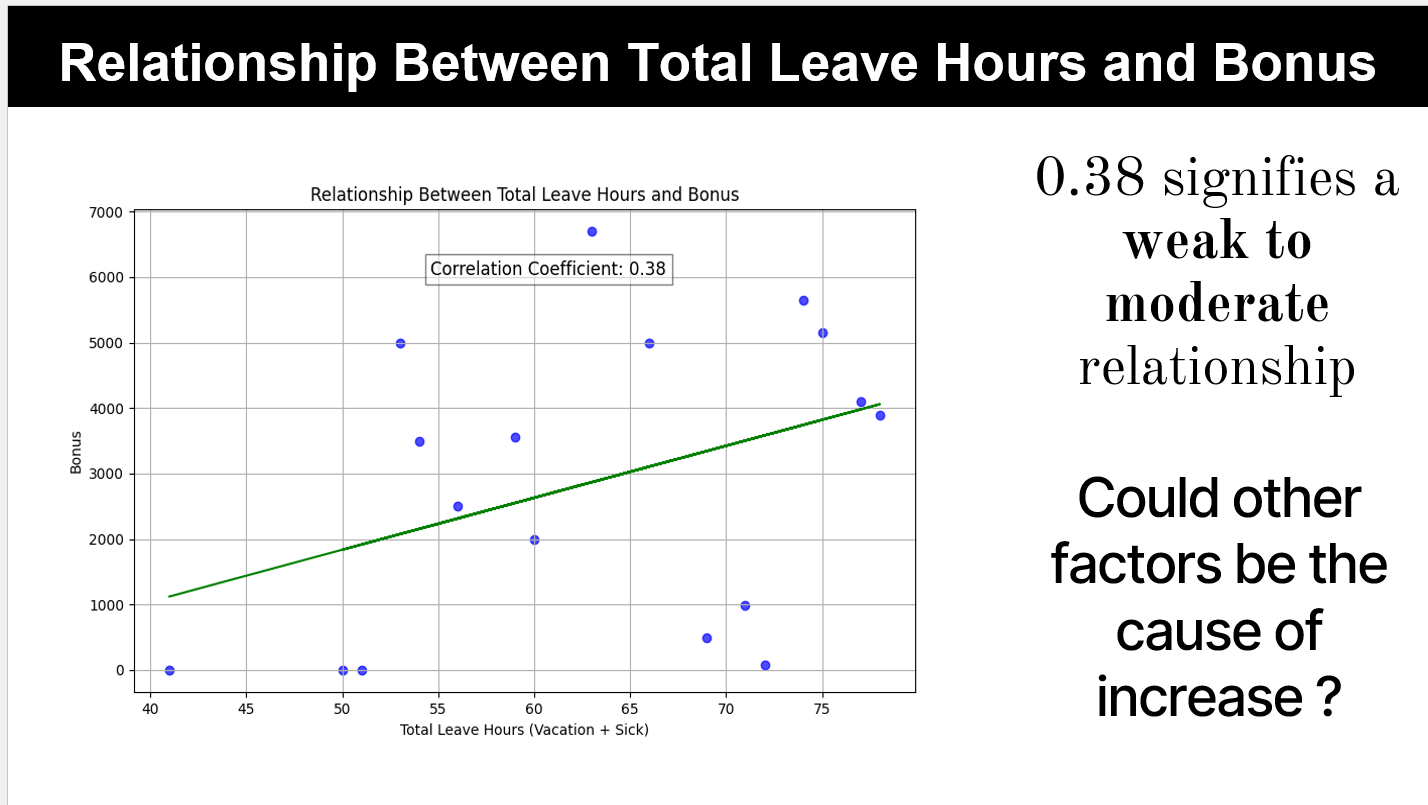 Relationship Between Total Leave Hours and Bonus
Relationship Between Total Leave Hours and Bonus
7000
6000
5000
4000
3000
2000
1000
0
Bonus
Correlation Coefficient: 0.38
40 45 50 55 60 65 70 75
Total Leave Hours (Vacation + Sick)
0.38 signifies a
weak to
moderate
relationship
Could other
factors be the
cause of
increase ?